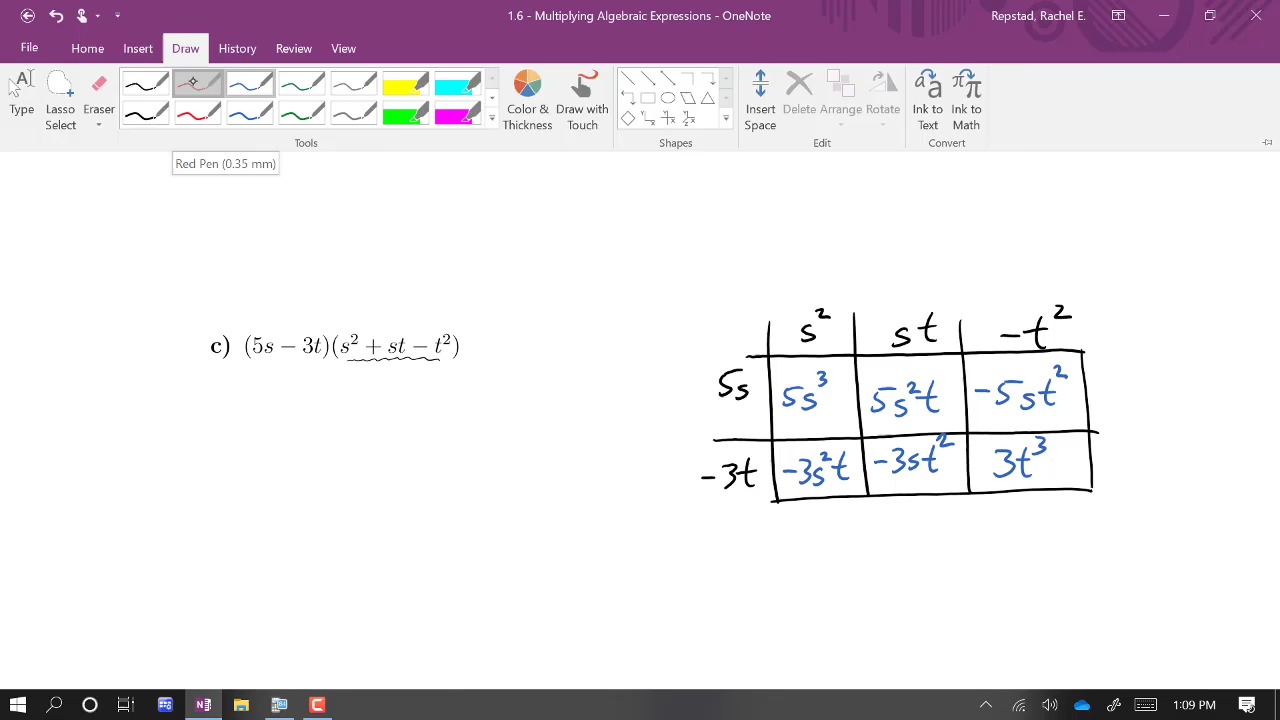 1.6 - Multiplying Algebraic Expressions - OneNote
Repstad, Rachel E.
File Home Insert Draw History Review View
Type
Lasso Select
Eraser
Color & Thickness
Draw with Touch
Insert Space
Delete
Arrange
Rotate
Ink to Text
Ink to Math
Tools
Shapes
Edit
Convert
Red Pen (0.35 mm)
c) (5s − 3t)(s² + st − t²)
s² st -t²
5s 5s³ 5s²t -5st²
-3t -3s²t -3st² 3t³
1:09 PM